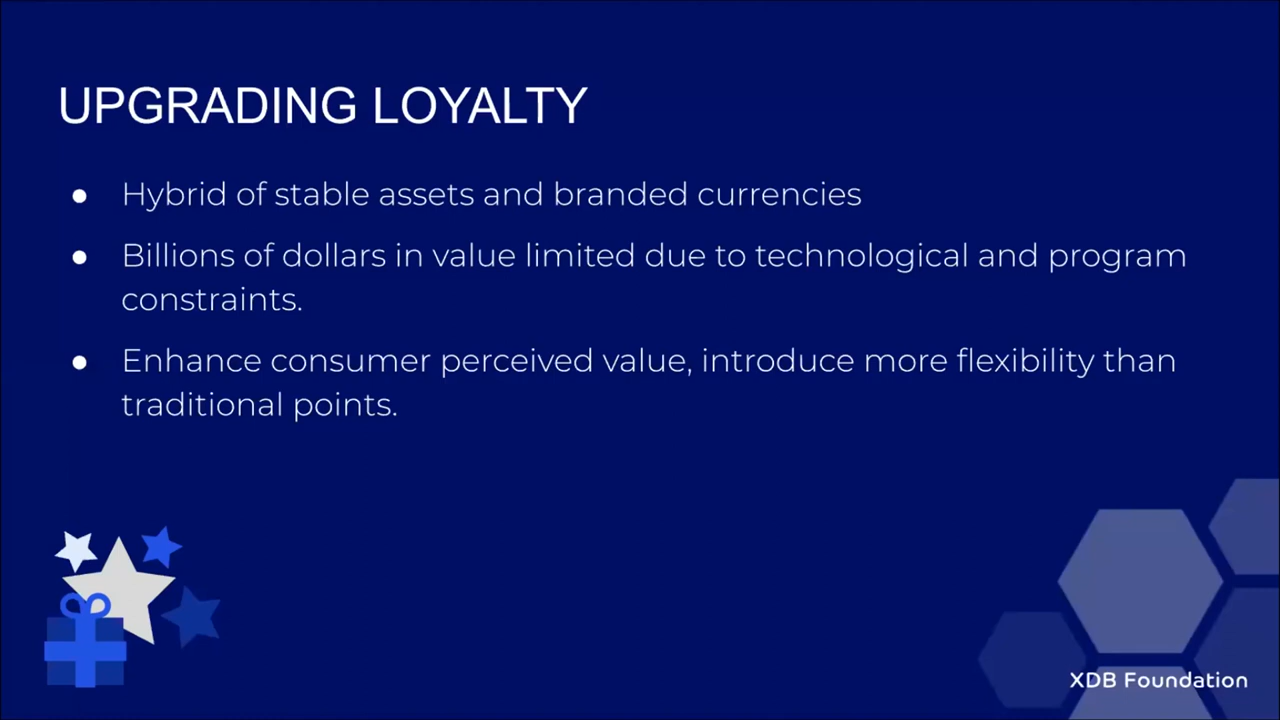 UPGRADING LOYALTY
● Hybrid of stable assets and branded currencies
● Billions of dollars in value limited due to technological and program
constraints.
● Enhance consumer perceived value, introduce more flexibility than
traditional points.
XDB Foundation